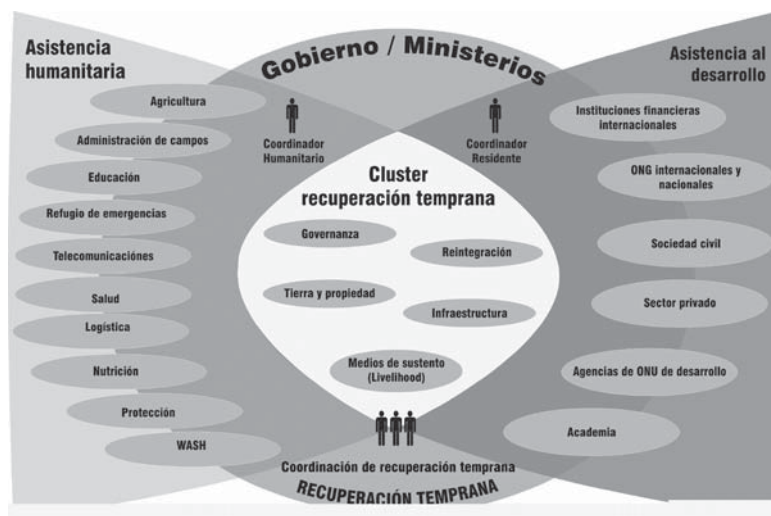 Asistencia
humanitaria
Gobierno / Ministerios
Asistencia al
desarrollo
Agricultura
Administración de campos
Educación
Refugio de emergencias
Telecomunicaciónes
Salud
Logística
Nutrición
Protección
WASH
Coordinador
Humanitario
Coordinador
Residente
Cluster
recuperación temprana
Governanza
Reintegración
Tierra y propiedad
Infraestructura
Medios de sustento
(Livelihood)
Instituciones financieras
internacionales
ONG internacionales y
nacionales
Sociedad civil
Sector privado
Agencias de ONU de desarrollo
Academia
Coordinación de recuperación temprana
RECUPERACIÓN TEMPRANA